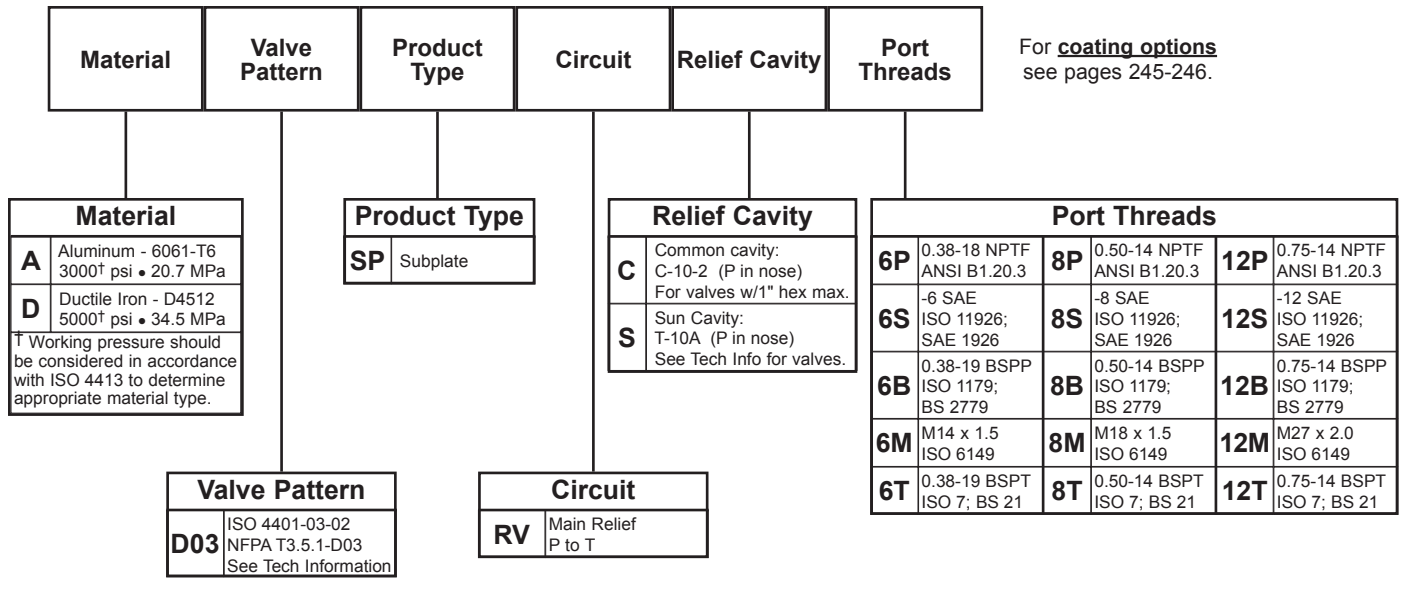 Material
Valve
Pattern
Product
Type
Circuit
Relief Cavity
Port
Threads
For coating options
see pages 245-246.
Material
A
Aluminum - 6061-T6
3000† psi • 20.7 MPa
D
Ductile Iron - D4512
5000† psi • 34.5 MPa
† Working pressure should
be considered in accordance
with ISO 4413 to determine
appropriate material type.
Product Type
SP
Subplate
Relief Cavity
C
Common cavity:
C-10-2 (P in nose)
For valves w/1" hex max.
S
Sun Cavity:
T-10A (P in nose)
See Tech Info for valves.
Port Threads
6P
0.38-18 NPTF
ANSI B1.20.3
8P
0.50-14 NPTF
ANSI B1.20.3
12P
0.75-14 NPTF
ANSI B1.20.3
6S
-6 SAE
ISO 11926;
SAE 1926
8S
-8 SAE
ISO 11926;
SAE 1926
12S
-12 SAE
ISO 11926;
SAE 1926
6B
0.38-19 BSPP
ISO 1179;
BS 2779
8B
0.50-14 BSPP
ISO 1179;
BS 2779
12B
0.75-14 BSPP
ISO 1179;
BS 2779
6M
M14 x 1.5
ISO 6149
8M
M18 x 1.5
ISO 6149
12M
M27 x 2.0
ISO 6149
6T
0.38-19 BSPT
ISO 7; BS 21
8T
0.50-14 BSPT
ISO 7; BS 21
12T
0.75-14 BSPT
ISO 7; BS 21
Valve Pattern
D03
ISO 4401-03-02
NFPA T3.5.1-D03
See Tech Information
Circuit
RV
Main Relief
P to T